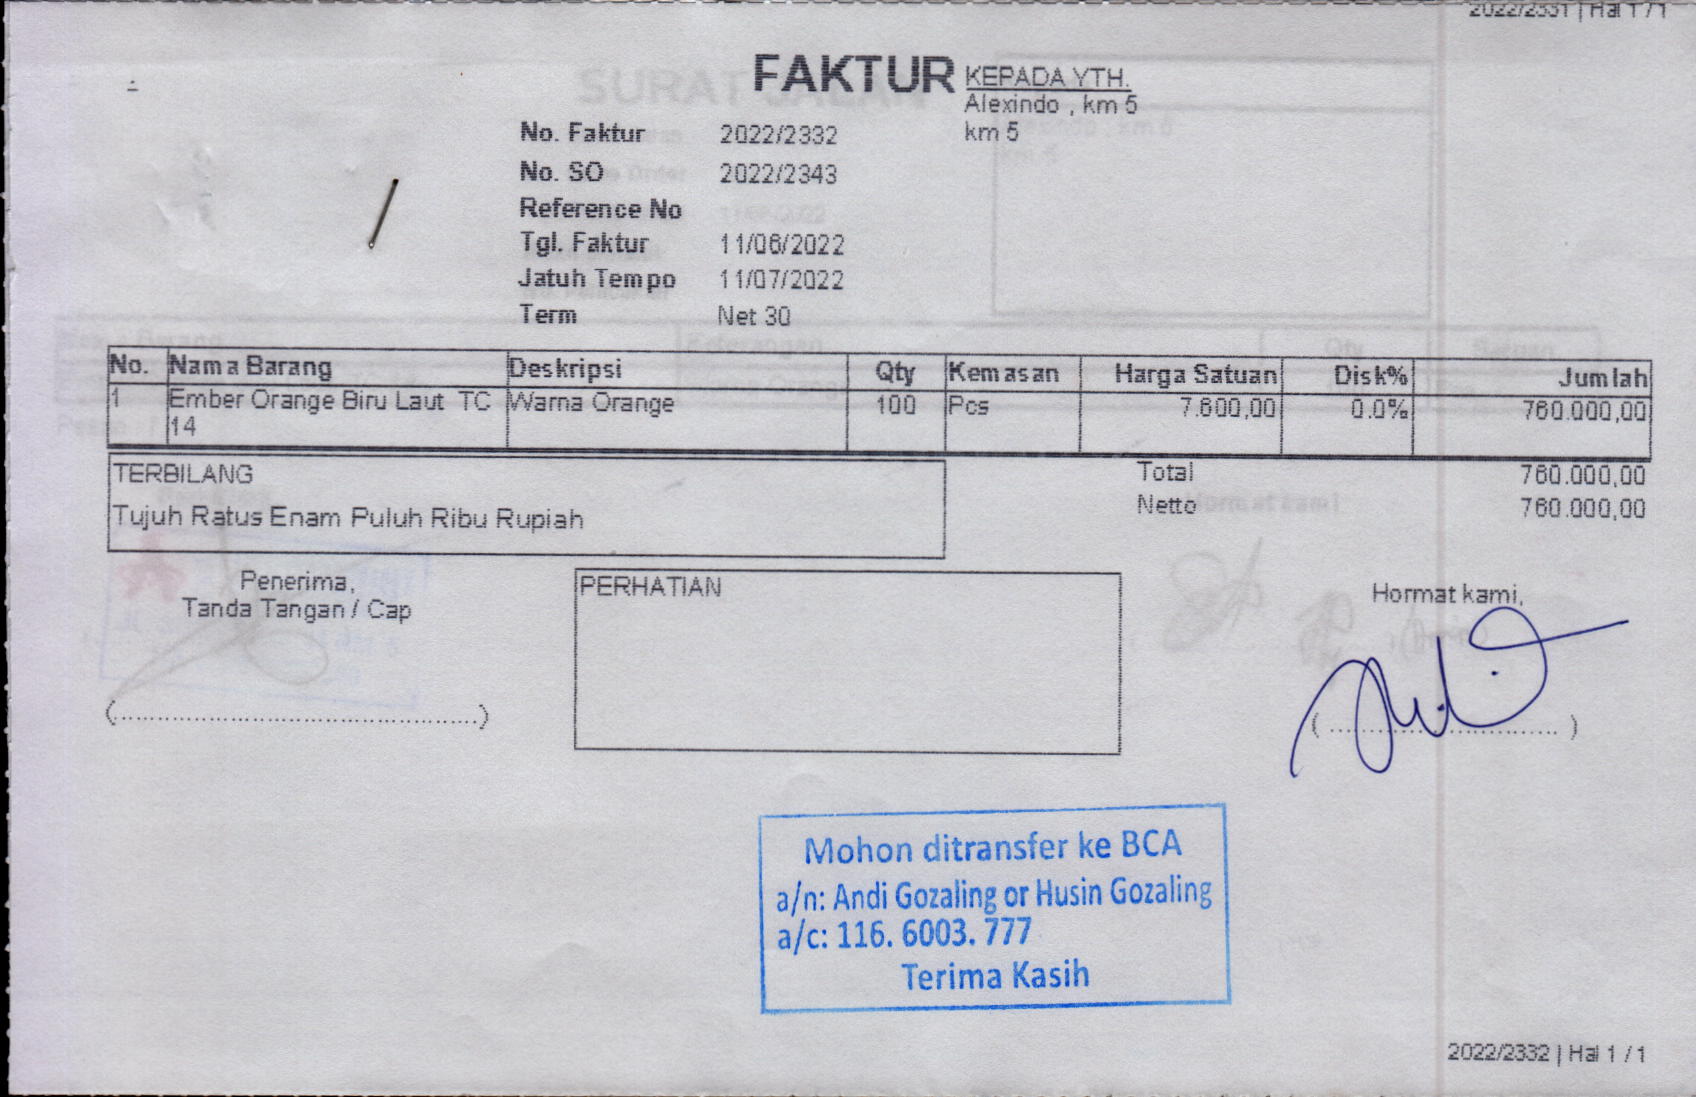 2022/2331 | Hal 1 / 1
FAKTUR
KEPADA YTH.
Alexindo , km 5
km 5
No. Faktur 2022/2332
No. SO 2022/2343
Reference No
Tgl. Faktur 11/06/2022
Jatuh Tempo 11/07/2022
Term Net 30
No. Nama Barang Deskripsi Qty Kemasan Harga Satuan Disk% Jumlah
1 Ember Orange Biru Laut TC Warna Orange 100 Pcs 7.600,00 0.0% 760.000,00
14
TERBILANG
Tujuh Ratus Enam Puluh Ribu Rupiah
Total 760.000,00
Netto 760.000,00
Penerima,
Tanda Tangan / Cap
PERHATIAN
Hormat kami,
Mohon ditransfer ke BCA
a/n: Andi Gozaling or Husin Gozaling
a/c: 116. 6003. 777
Terima Kasih
2022/2332 | Hal 1 / 1